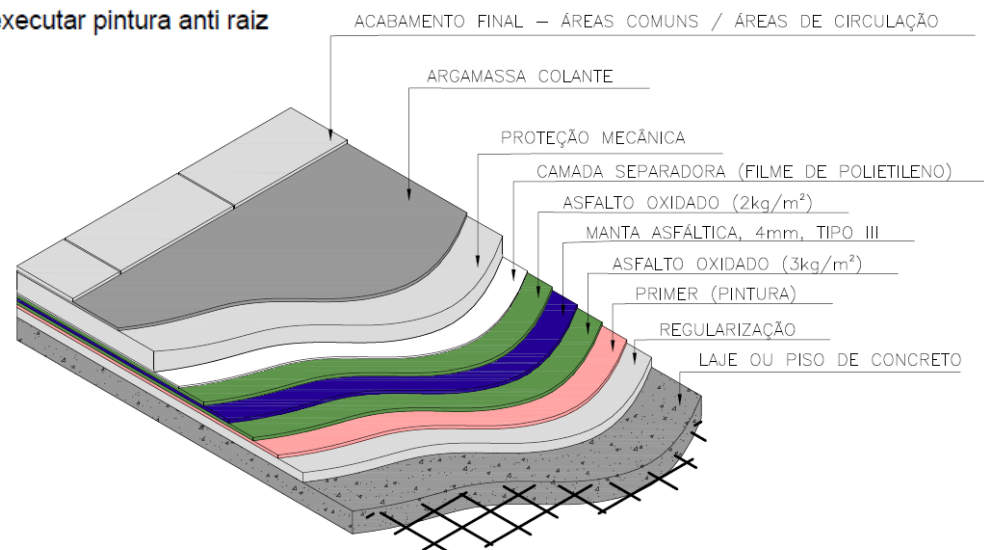 executar pintura anti raiz
ACABAMENTO FINAL – ÁREAS COMUNS / ÁREAS DE CIRCULAÇÃO
ARGAMASSA COLANTE
PROTEÇÃO MECÂNICA
CAMADA SEPARADORA (FILME DE POLIETILENO)
ASFALTO OXIDADO (2kg/m²)
MANTA ASFÁLTICA, 4mm, TIPO III
ASFALTO OXIDADO (3kg/m²)
PRIMER (PINTURA)
REGULARIZAÇÃO
LAJE OU PISO DE CONCRETO